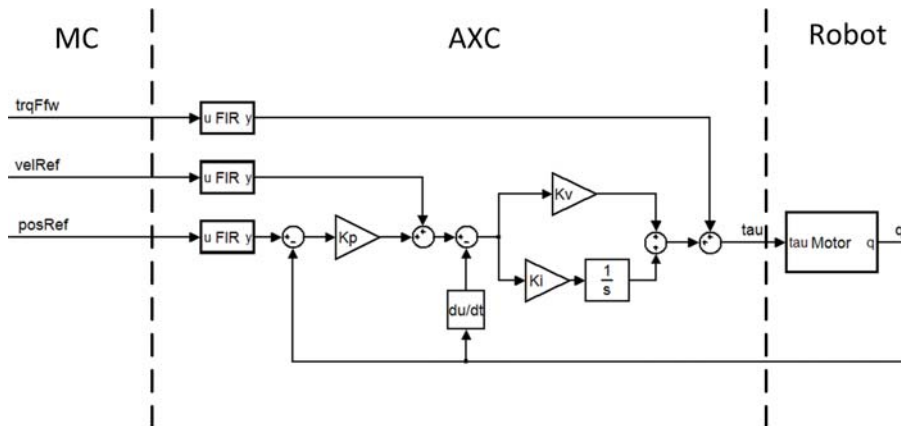 MC
AXC
Robot
trqFfw
u FIR y
velRef
u FIR y
posRef
u FIR y
Kp
Kv
Ki
1
s
du/dt
tau
tau Motor q
q